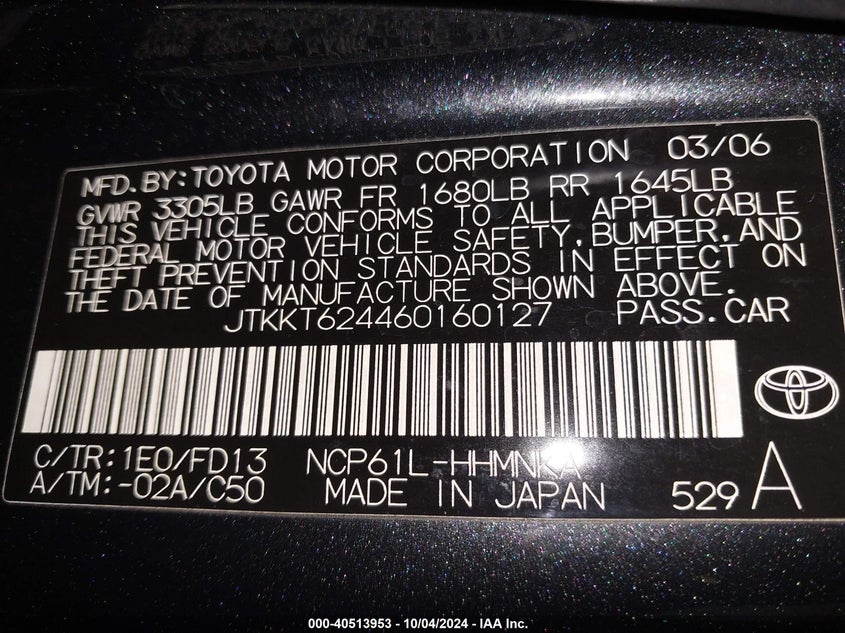 MFD.BY:TOYOTA MOTOR CORPORATION 03/06
GVWR 3305LB GAWR FR 1680LB RR 1645LB
THIS VEHICLE CONFORMS TO ALL APPLICABLE
FEDERAL MOTOR VEHICLE SAFETY,BUMPER,AND
THEFT PREVENTION STANDARDS IN EFFECT ON
THE DATE OF MANUFACTURE SHOWN ABOVE.
JTKKT624460160127 PASS.CAR
C/TR:1E0/FD13 NCP61L-HHMNKA
A/TM:-02A/C50 MADE IN JAPAN 529 A
000-40513953 - 10/04/2024 - IAA Inc.